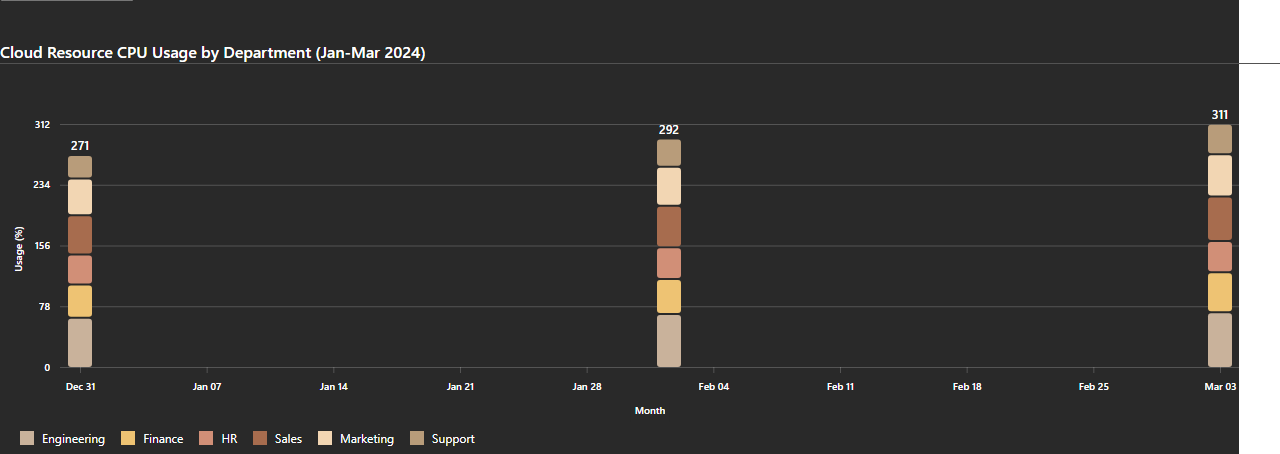 Cloud Resource CPU Usage by Department (Jan-Mar 2024)
312
234
156
78
0
Usage (%)
271
292
311
Dec 31 Jan 07 Jan 14 Jan 21 Jan 28 Feb 04 Feb 11 Feb 18 Feb 25 Mar 03
Month
Engineering Finance HR Sales Marketing Support